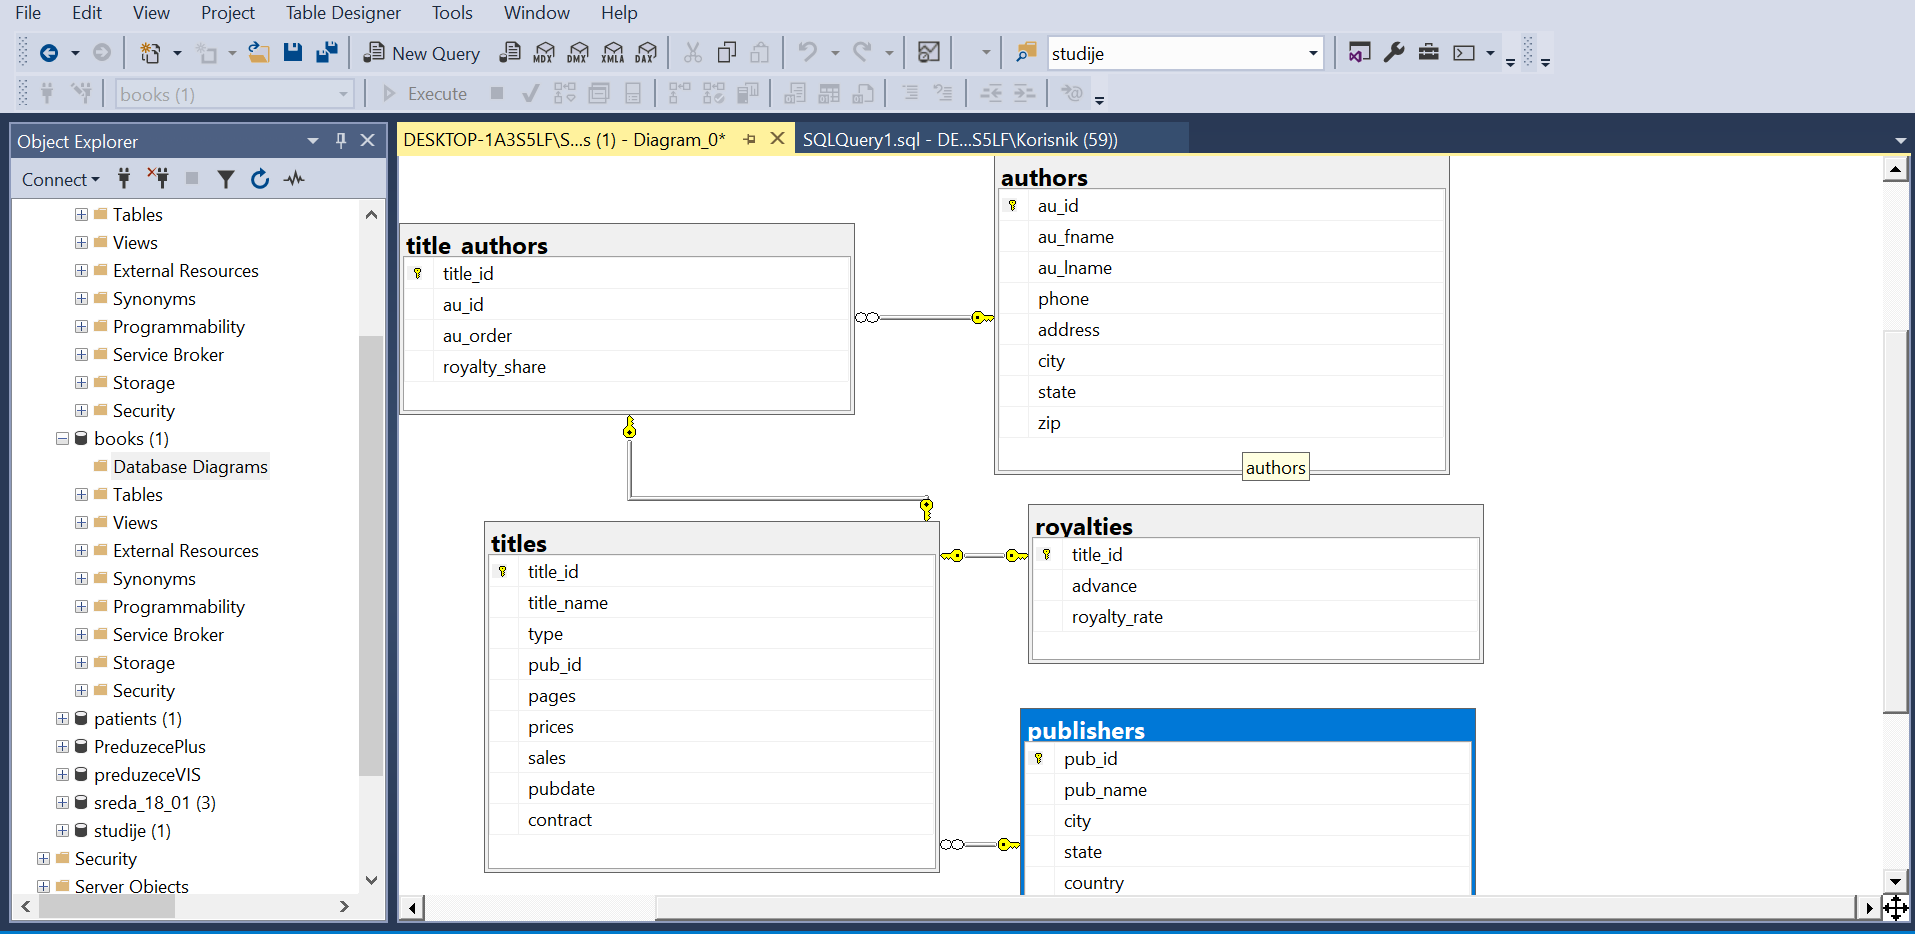 File Edit View Project Table Designer Tools Window Help
New Query MDX DMX XMLA DAX studije
books (1) Execute
Object Explorer
Connect
Tables
Views
External Resources
Synonyms
Programmability
Service Broker
Storage
Security
books (1)
Database Diagrams
Tables
Views
External Resources
Synonyms
Programmability
Service Broker
Storage
Security
patients (1)
PreduzecePlus
preduzeceVIS
sreda_18_01 (3)
studije (1)
Security
Server Objects
DESKTOP-1A3S5LF\S...s (1) - Diagram_0* SQLQuery1.sql - DE...S5LF\Korisnik (59))
title_authors
title_id
au_id
au_order
royalty_share
authors
au_id
au_fname
au_lname
phone
address
city
state
zip
authors
titles
title_id
title_name
type
pub_id
pages
prices
sales
pubdate
contract
royalties
title_id
advance
royalty_rate
publishers
pub_id
pub_name
city
state
country